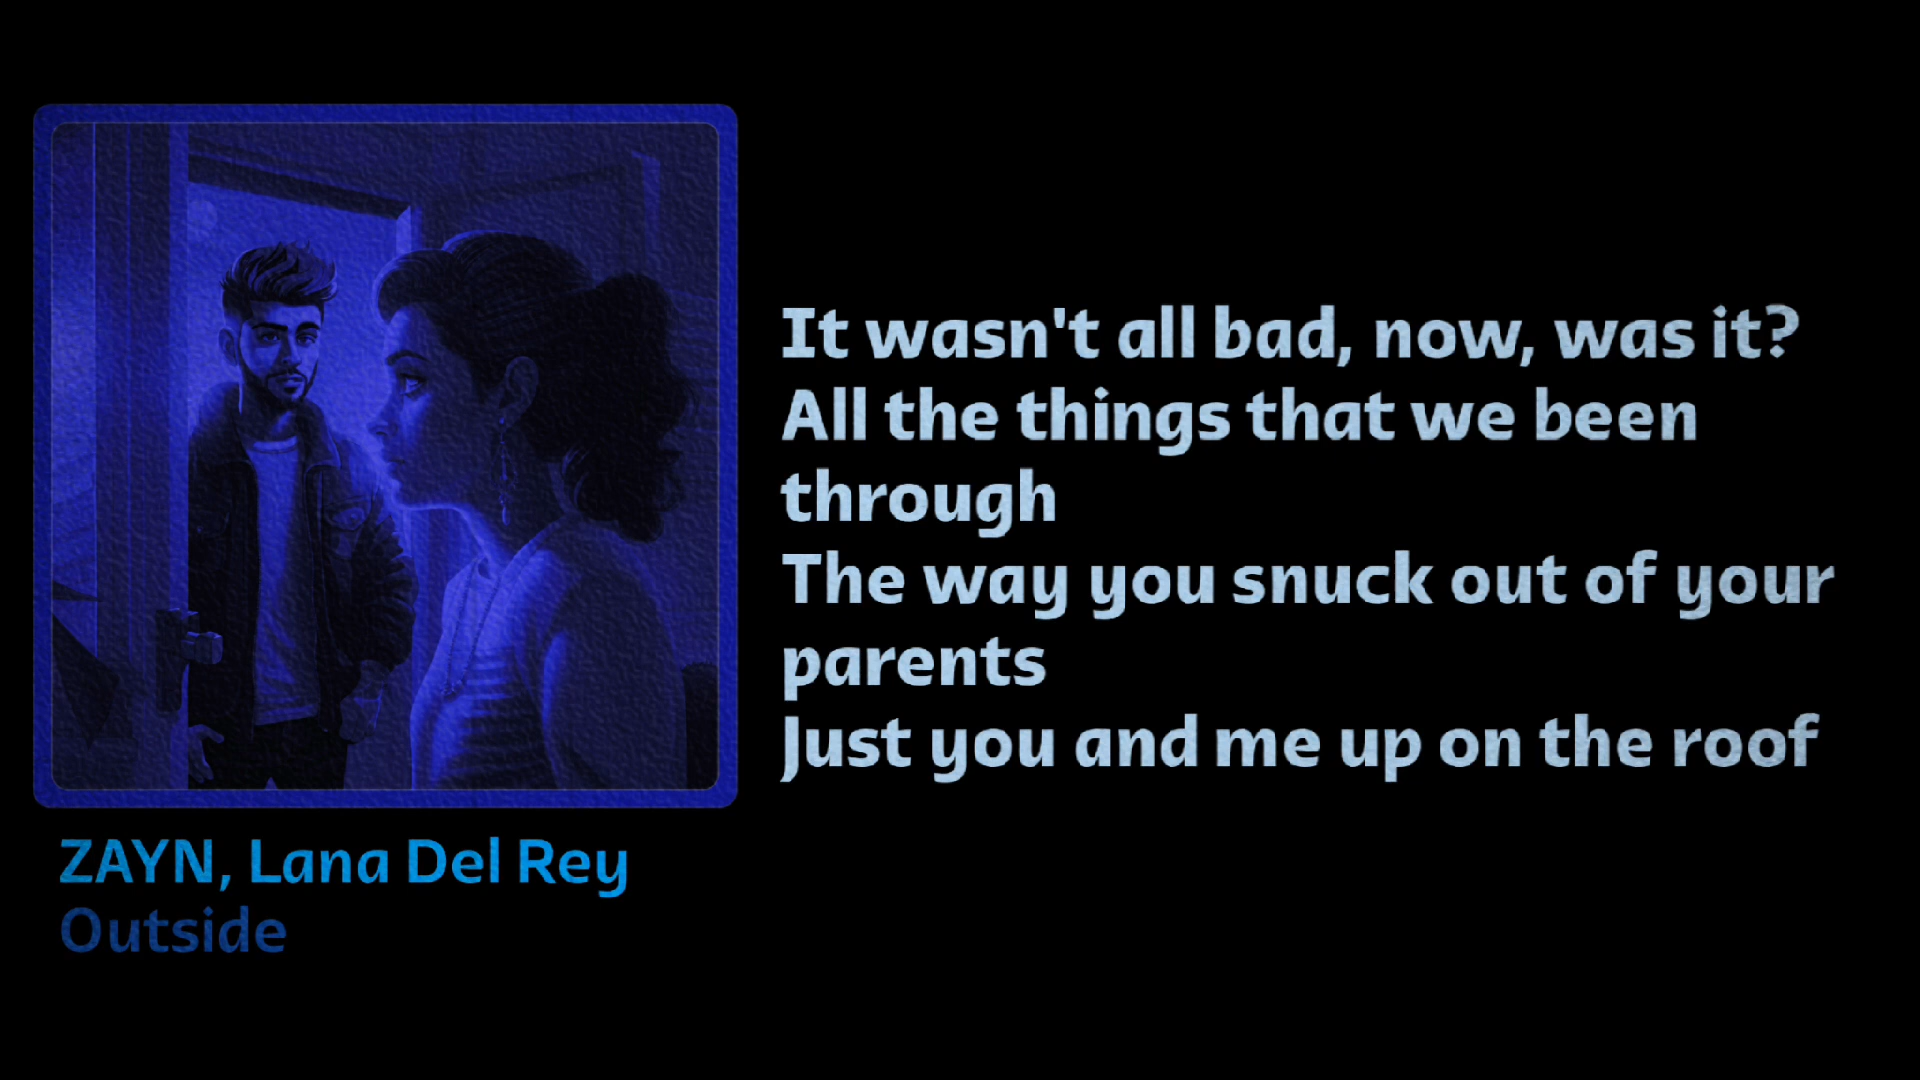 It wasn't all bad, now, was it?
All the things that we been
through
The way you snuck out of your
parents
Just you and me up on the roof
ZAYN, Lana Del Rey
Outside